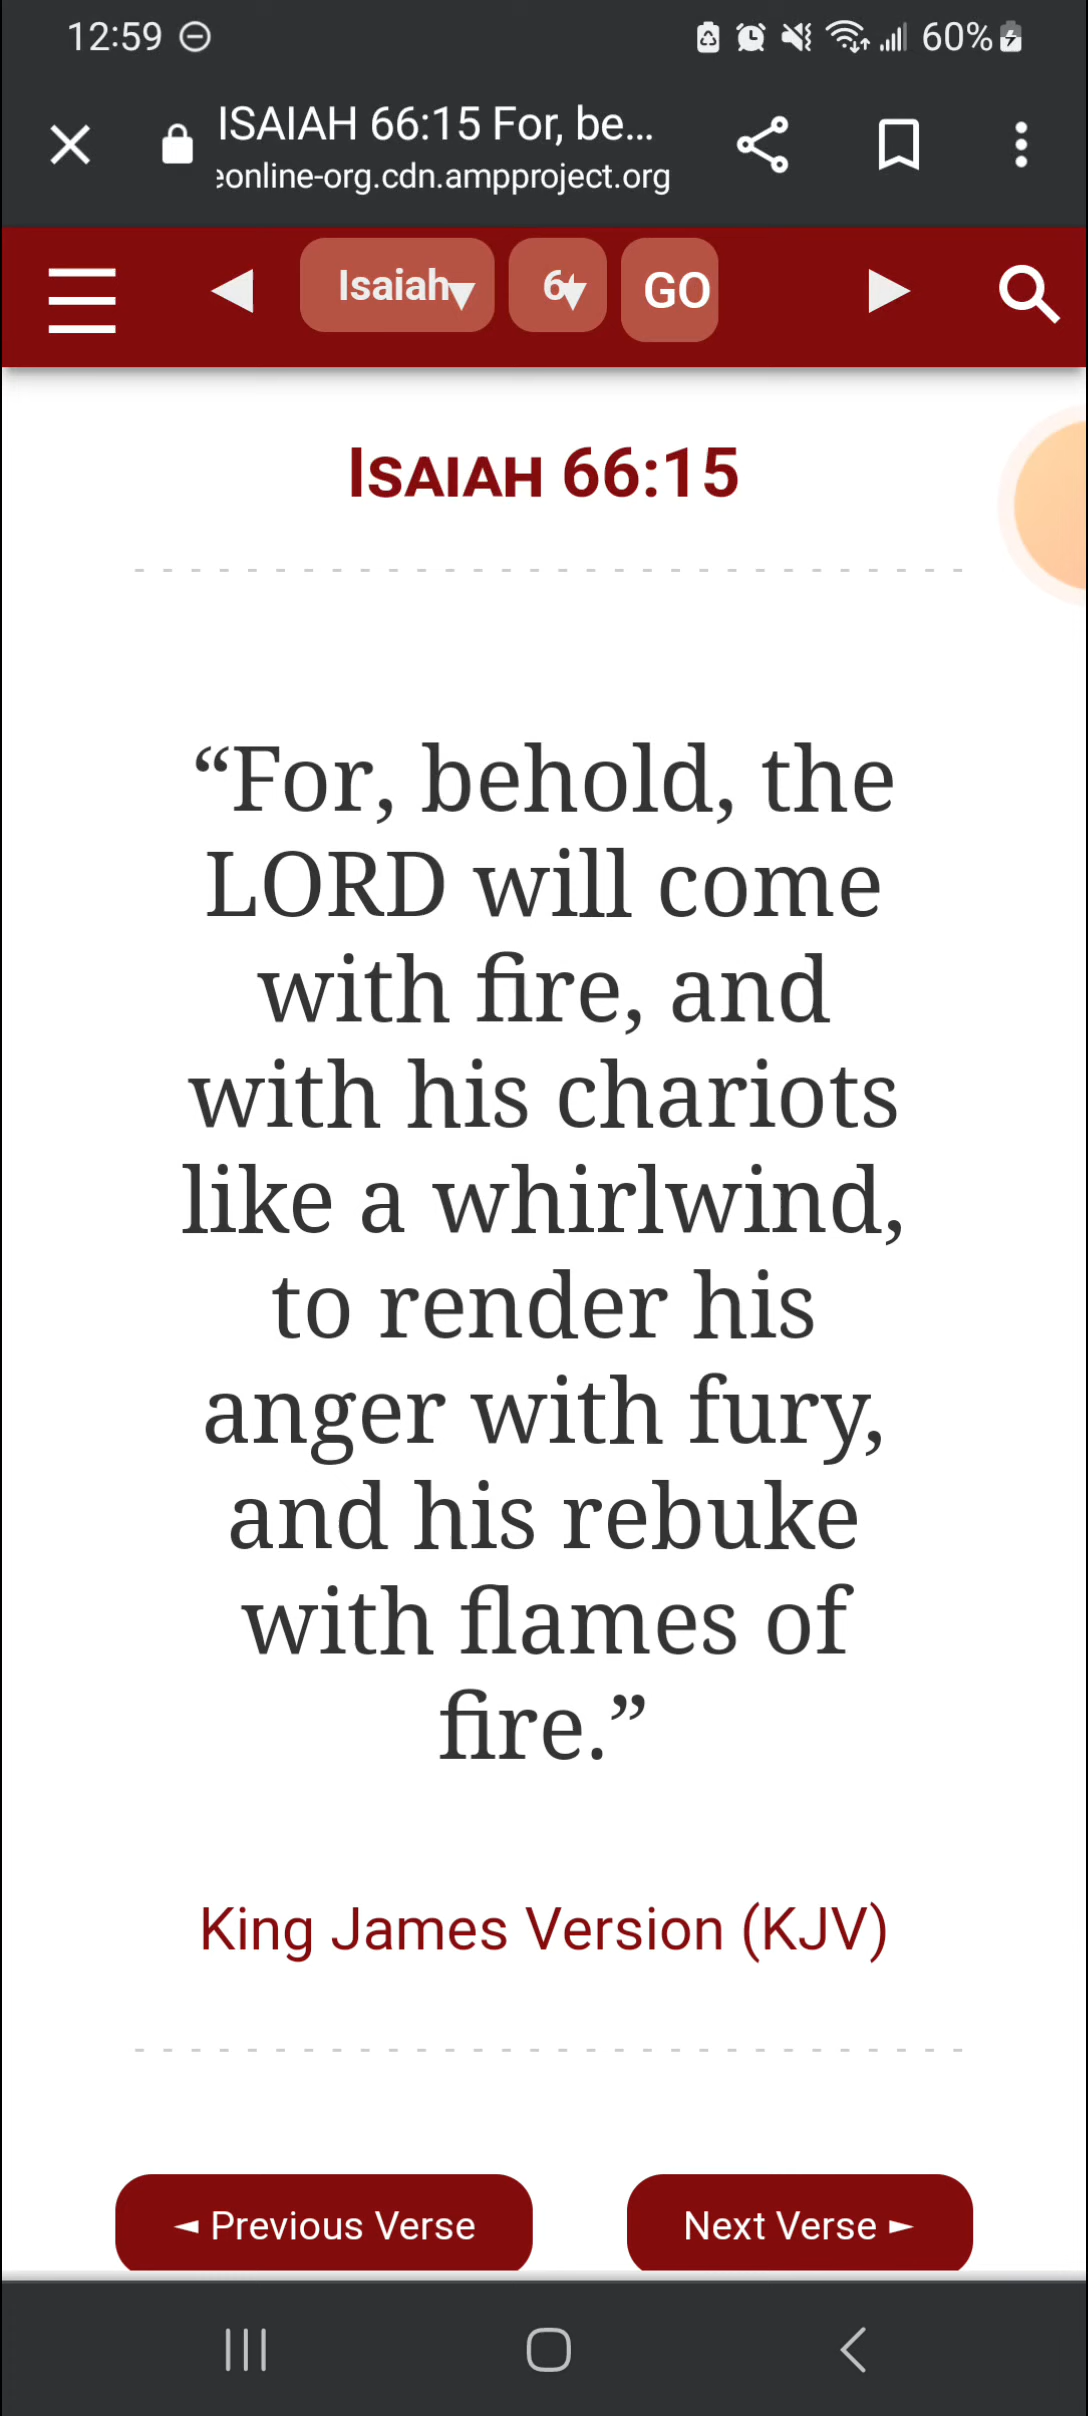 12:59
60%
ISAIAH 66:15 For, be...
eonline-org.cdn.ampproject.org
Isaiah
6
GO
ISAIAH 66:15
“For, behold, the
LORD will come
with fire, and
with his chariots
like a whirlwind,
to render his
anger with fury,
and his rebuke
with flames of
fire.”
King James Version (KJV)
◄ Previous Verse
Next Verse ►